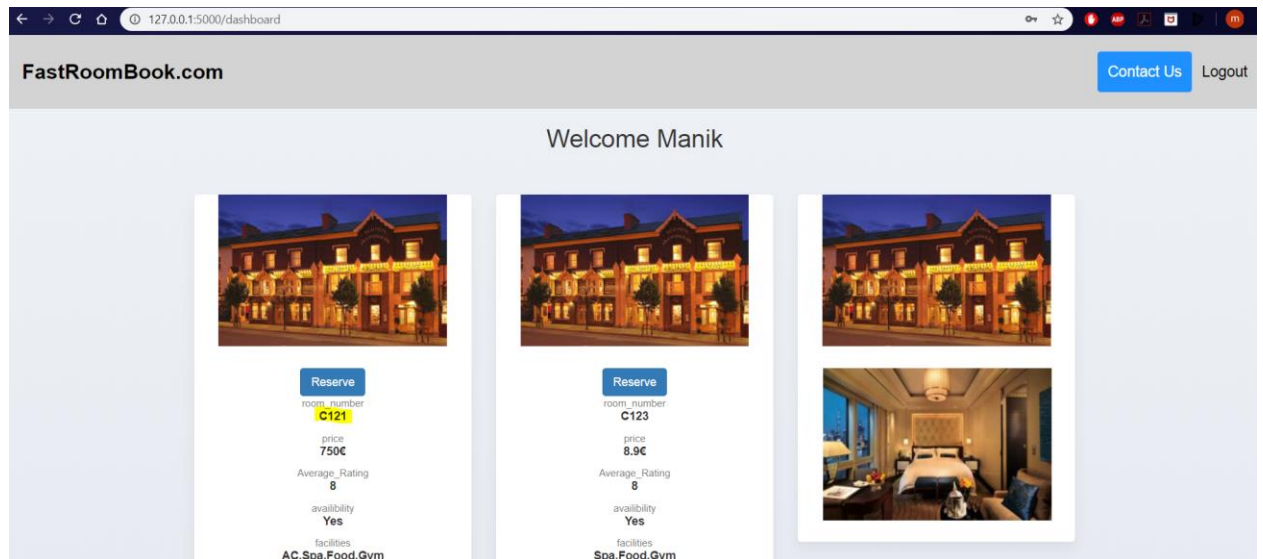 127.0.0.1:5000/dashboard
ABP
m
FastRoomBook.com
Contact Us
Logout
Welcome Manik
Reserve
room_number
C121
price
750€
Average_Rating
8
availibility
Yes
facilities
AC,Spa,Food,Gym
Reserve
room_number
C123
price
8.9€
Average_Rating
8
availibility
Yes
facilities
Spa,Food,Gym